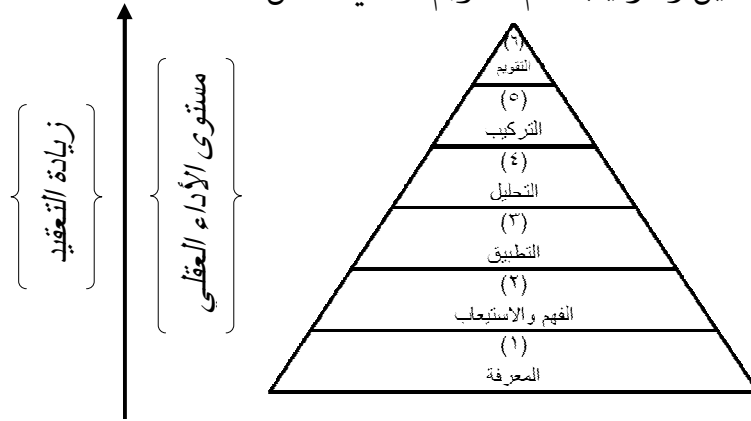 (٦)
التقويم
(٥)
التركيب
(٤)
التحليل
(٣)
التطبيق
(٢)
الفهم والاستيعاب
(١)
المعرفة
مستوى الأداء العقلي
زيادة التعقيد